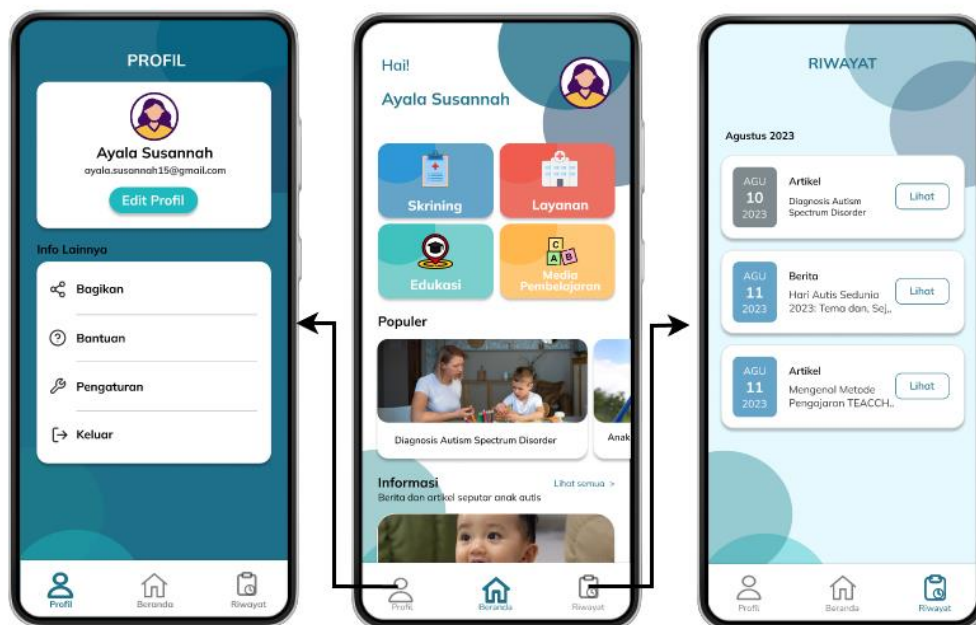 PROFIL
Ayala Susannah
ayala.susannah15@gmail.com
Edit Profil
Info Lainnya
Bagikan
Bantuan
Pengaturan
Keluar
Profil
Beranda
Riwayat
Hai!
Ayala Susannah
Skrining
Layanan
Edukasi
C
A B
Media
Pembelajaran
Populer
Diagnosis Autism Spectrum Disorder
Anak
Informasi
Lihat semua >
Berita dan artikel seputar anak autis
Profil
Beranda
Riwayat
RIWAYAT
Agustus 2023
AGU
10
2023
Artikel
Diagnosis Autism
Spectrum Disorder
Lihat
AGU
11
2023
Berita
Hari Autis Sedunia
2023: Tema dan, Sej..
Lihat
AGU
11
2023
Artikel
Mengenal Metode
Pengajaran TEACCH..
Lihat
Profil
Beranda
Riwayat